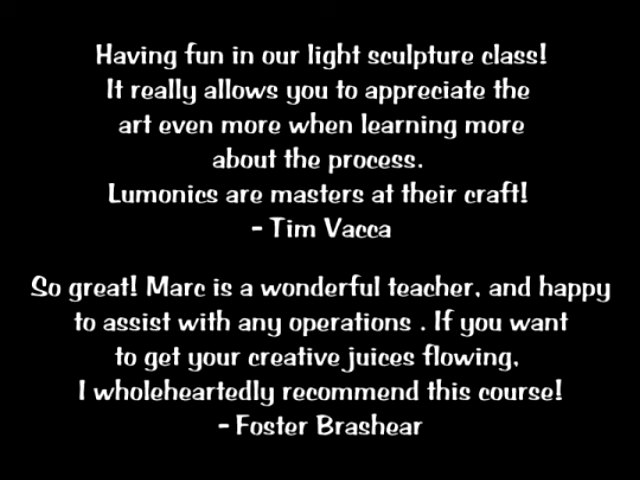 Having fun in our light sculpture class!
It really allows you to appreciate the
art even more when learning more
about the process.
Lumonics are masters at their craft!
- Tim Vacca
So great! Marc is a wonderful teacher, and happy
to assist with any operations . If you want
to get your creative juices flowing,
I wholeheartedly recommend this course!
- Foster Brashear